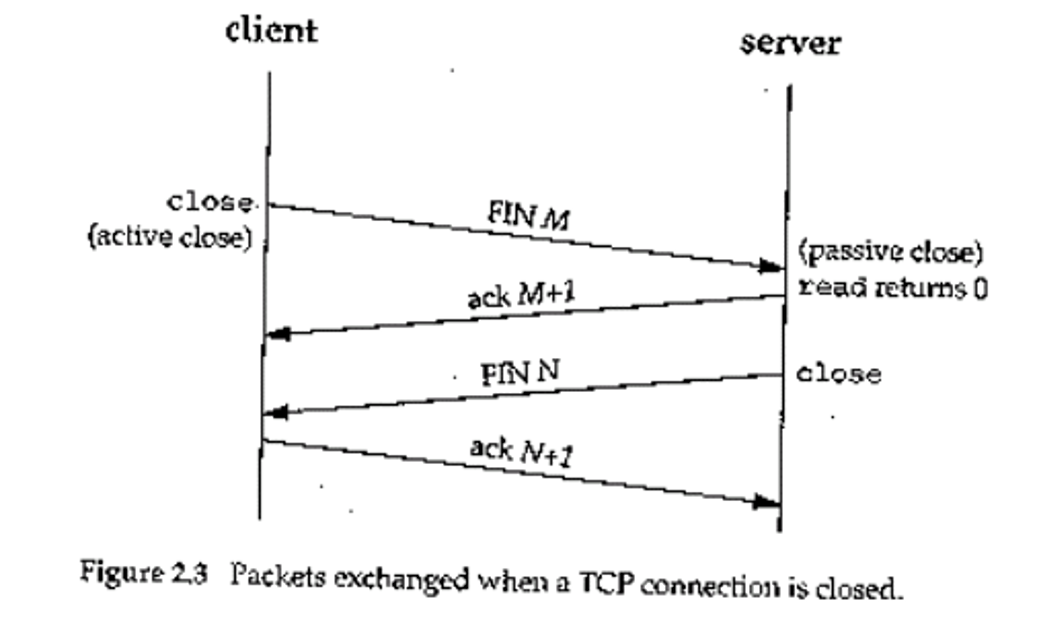 client
server
close
(active close)
FIN M
(passive close)
read returns 0
ack M+1
FIN N
close
ack N+1
Figure 2.3 Packets exchanged when a TCP connection is closed.